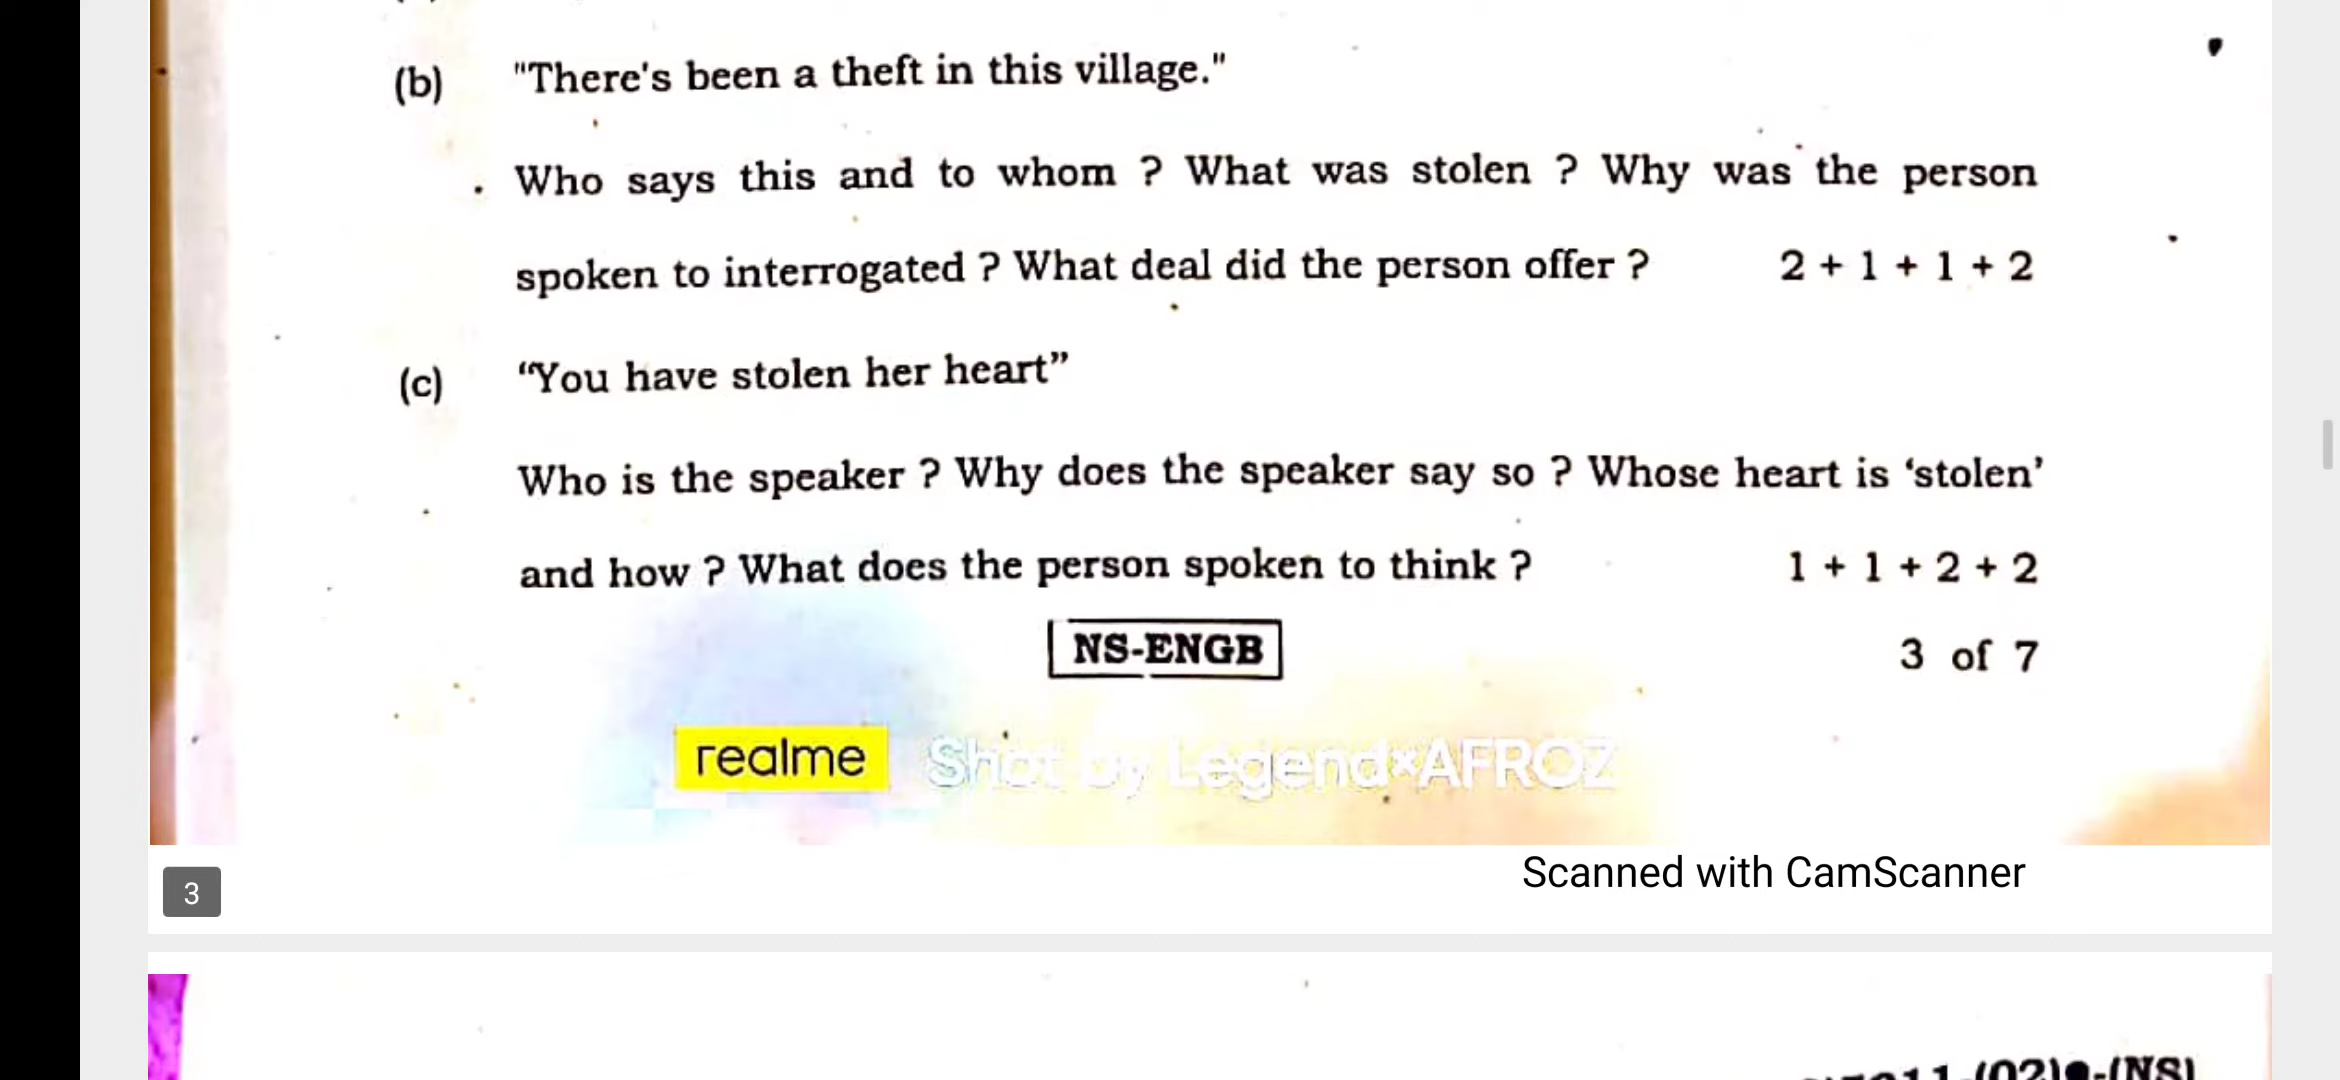 (b) "There's been a theft in this village."
Who says this and to whom ? What was stolen ? Why was the person
spoken to interrogated ? What deal did the person offer ? 2 + 1 + 1 + 2
(c) “You have stolen her heart”
Who is the speaker ? Why does the speaker say so ? Whose heart is ‘stolen’
and how ? What does the person spoken to think ? 1 + 1 + 2 + 2
NS-ENGB 3 of 7
realme Shot by Legend×AFROZ
3
Scanned with CamScanner
(NS)